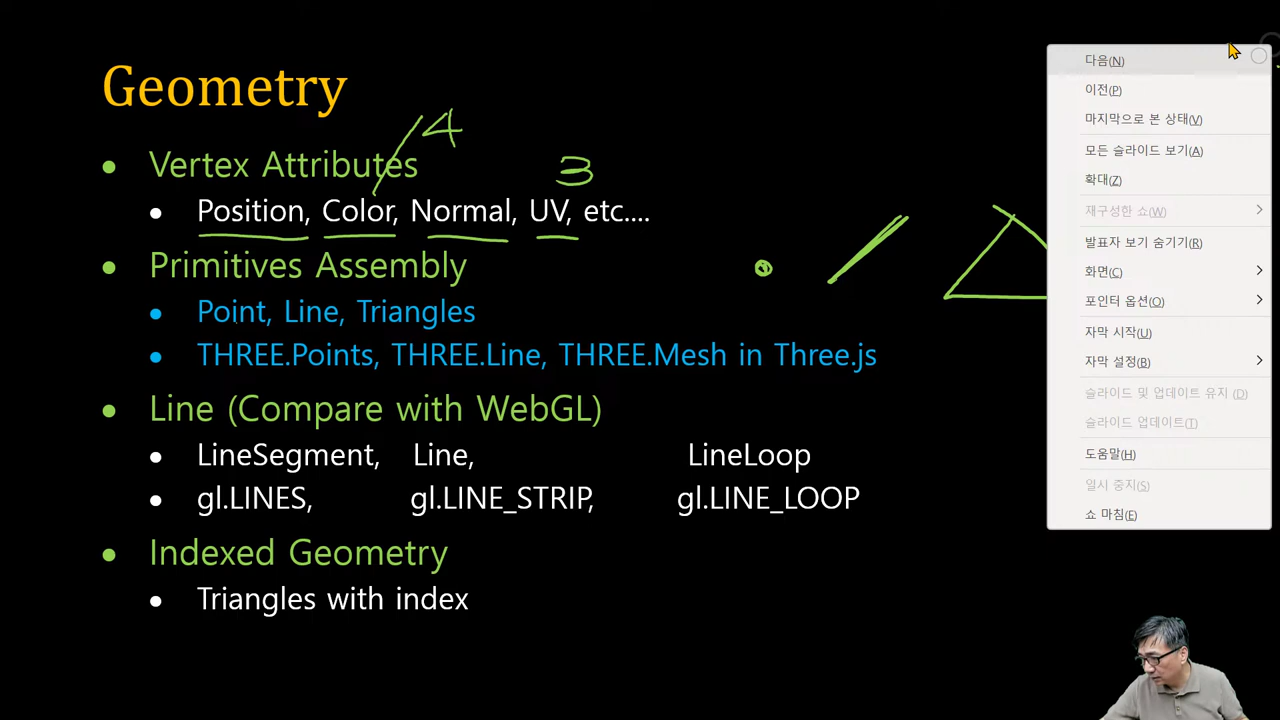 Geometry
4
Vertex Attributes
3
Position, Color, Normal, UV, etc....
Primitives Assembly
Point, Line, Triangles
THREE.Points, THREE.Line, THREE.Mesh in Three.js
Line (Compare with WebGL)
LineSegment, Line, LineLoop
gl.LINES, gl.LINE_STRIP, gl.LINE_LOOP
Indexed Geometry
Triangles with index
다음(N)
이전(P)
마지막으로 본 상태(V)
모든 슬라이드 보기(A)
확대(Z)
재구성한 쇼(W)
발표자 보기 숨기기(R)
화면(C)
포인터 옵션(O)
자막 시작(U)
자막 설정(B)
슬라이드 및 업데이트 유지 (D)
슬라이드 업데이트(T)
도움말(H)
일시 중지(S)
쇼 마침(E)